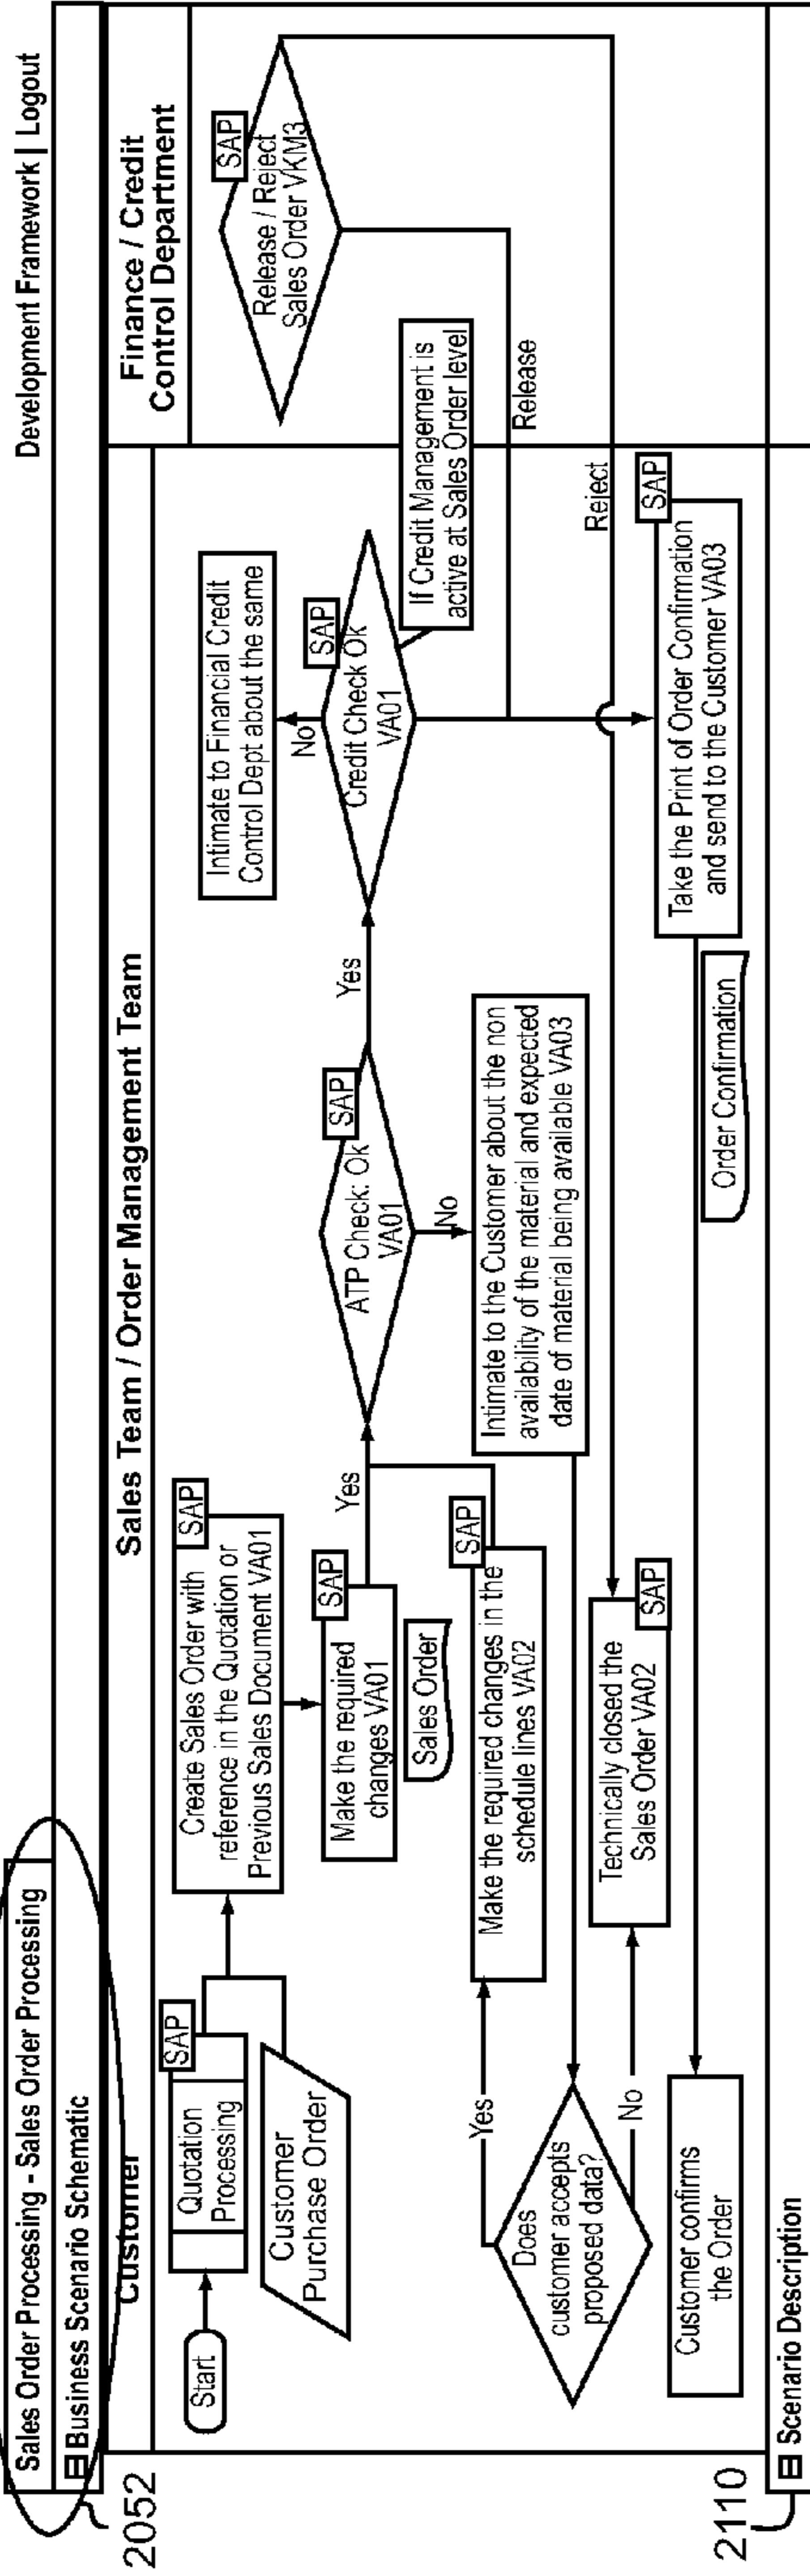 Development Framework | Logout
Sales Order Processing - Sales Order Processing
⊟ Business Scenario Schematic
2052
Customer
Sales Team / Order Management Team
Finance / Credit
Control Department
Start
SAP
Quotation
Processing
Customer
Purchase Order
SAP
Create Sales Order with
reference in the Quotation or
Previous Sales Document VA01
SAP
Make the required
changes VA01
Sales Order
Yes
SAP
ATP Check: Ok
VA01
Yes
No
Intimate to the Customer about the non
availability of the material and expected
date of material being available VA03
Intimate to Financial Credit
Control Dept about the same
No
SAP
Credit Check Ok
VA01
If Credit Management is
active at Sales Order level
SAP
Release / Reject
Sales Order VKM3
Release
Reject
SAP
Make the required changes in the
schedule lines VA02
Yes
Does
customer accepts
proposed data?
No
Technically closed the
Sales Order VA02
SAP
SAP
Take the Print of Order Confirmation
and send to the Customer VA03
Order Confirmation
Customer confirms
the Order
2110
⊟ Scenario Description